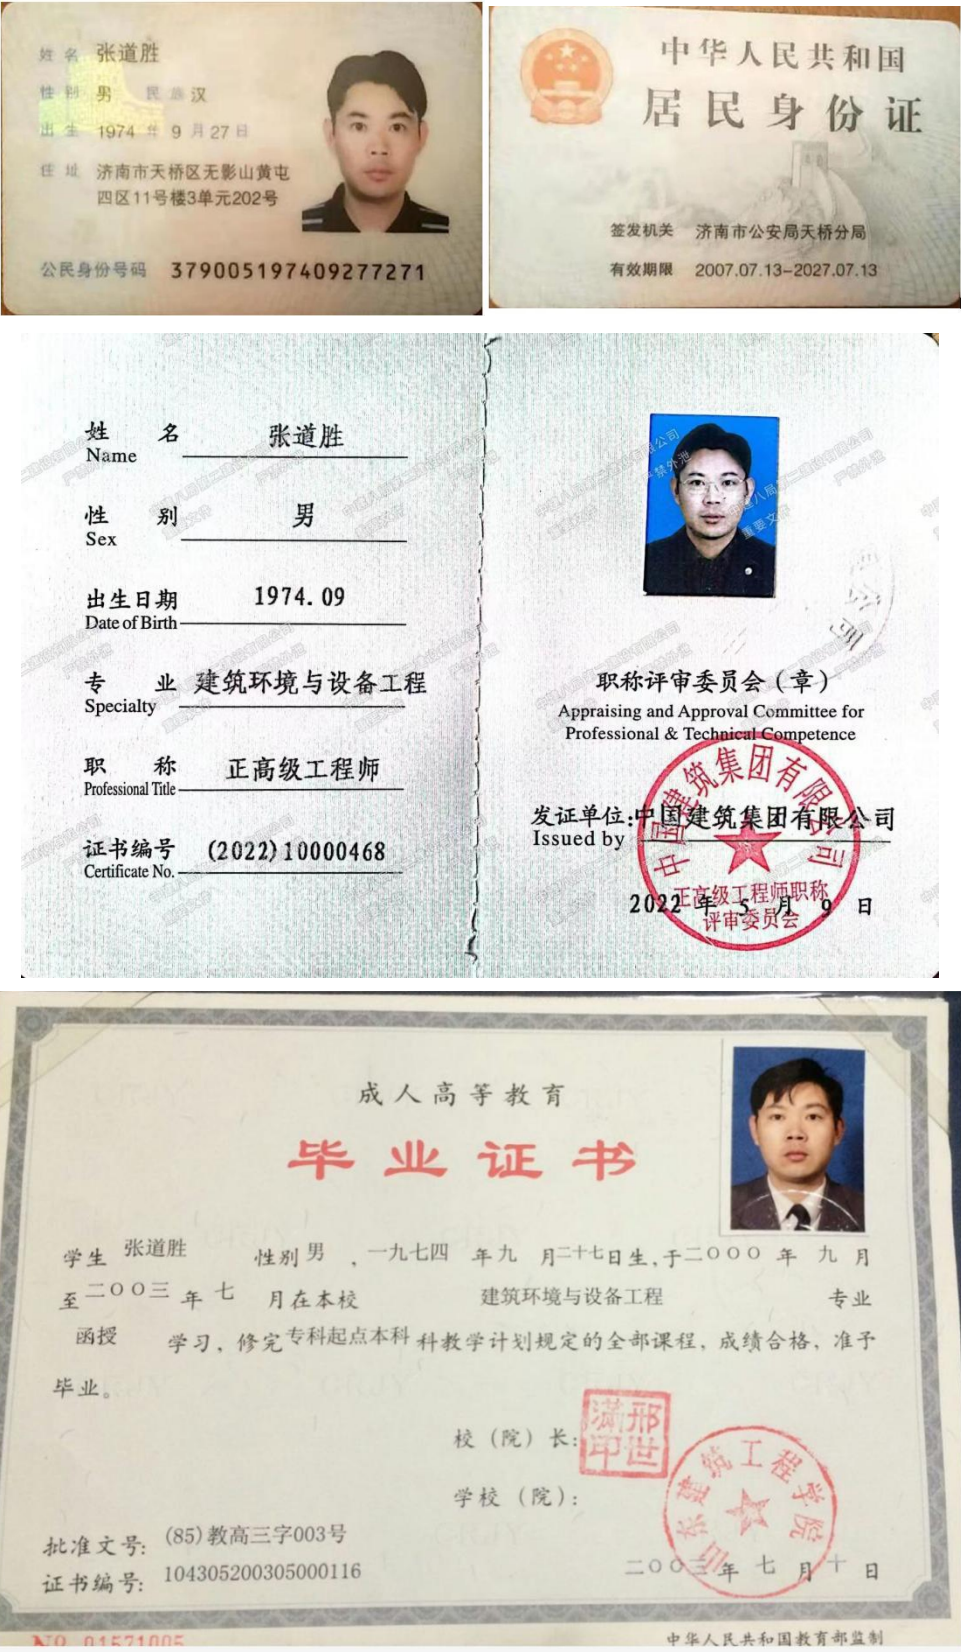 姓名 张道胜
性别 男 民族 汉
出生 1974 年 9 月 27 日
住址 济南市天桥区无影山黄屯
四区11号楼3单元202号
公民身份号码 379005197409277271
中华人民共和国
居民身份证
签发机关 济南市公安局天桥分局
有效期限 2007.07.13-2027.07.13
姓 名 张道胜
Name
性 别 男
Sex
出生日期 1974.09
Date of Birth
专 业 建筑环境与设备工程
Specialty
职 称 正高级工程师
Professional Title
证书编号 (2022)10000468
Certificate No.
职称评审委员会（章）
Appraising and Approval Committee for
Professional & Technical Competence
发证单位:中国建筑集团有限公司
Issued by
2022 年 5 月 9 日
中国建筑集团有限公司
正高级工程师职称
评审委员会
成人高等教育
毕业证书
学生 张道胜 性别 男 ，一九七四 年 九 月 二十七日生，于二〇〇〇 年 九 月
至 二〇〇三 年 七 月在本校 建筑环境与设备工程 专业
函授 学习，修完 专科起点本科 科教学计划规定的全部课程，成绩合格，准予
毕业。
校（院）长:
邢世潇印
学校（院）:
山东建筑工程学院
批准文号: (85)教高三字003号
证书编号: 104305200305000116
二〇〇三年 七 月 十 日
No 01571005
中华人民共和国教育部监制